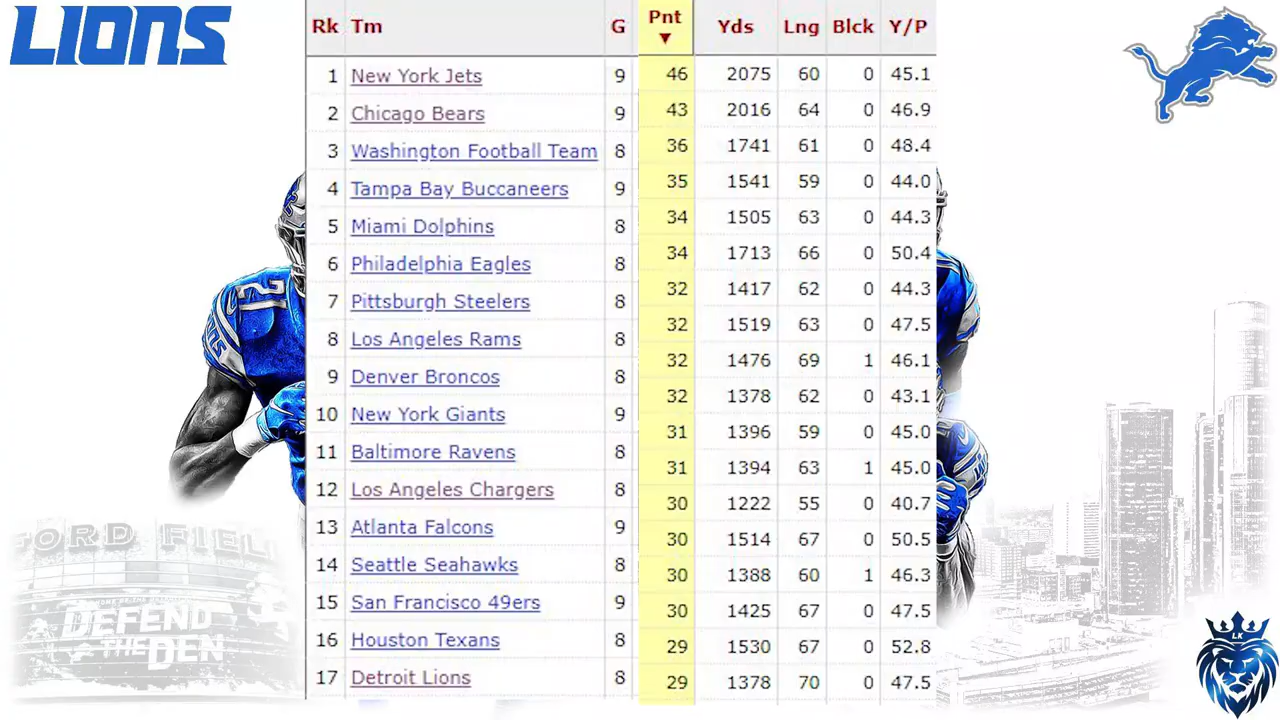 LIONS
Rk Tm G
1 New York Jets 9
2 Chicago Bears 9
3 Washington Football Team 8
4 Tampa Bay Buccaneers 9
5 Miami Dolphins 8
6 Philadelphia Eagles 8
7 Pittsburgh Steelers 8
8 Los Angeles Rams 8
9 Denver Broncos 8
10 New York Giants 9
11 Baltimore Ravens 8
12 Los Angeles Chargers 8
13 Atlanta Falcons 9
14 Seattle Seahawks 8
15 San Francisco 49ers 9
16 Houston Texans 8
17 Detroit Lions 8
Pnt ▼ Yds Lng Blck Y/P
46 2075 60 0 45.1
43 2016 64 0 46.9
36 1741 61 0 48.4
35 1541 59 0 44.0
34 1505 63 0 44.3
34 1713 66 0 50.4
32 1417 62 0 44.3
32 1519 63 0 47.5
32 1476 69 1 46.1
32 1378 62 0 43.1
31 1396 59 0 45.0
31 1394 63 1 45.0
30 1222 55 0 40.7
30 1514 67 0 50.5
30 1388 60 1 46.3
30 1425 67 0 47.5
29 1530 67 0 52.8
29 1378 70 0 47.5
2
FORD FIEL
DEFEND
THE DEN
LK